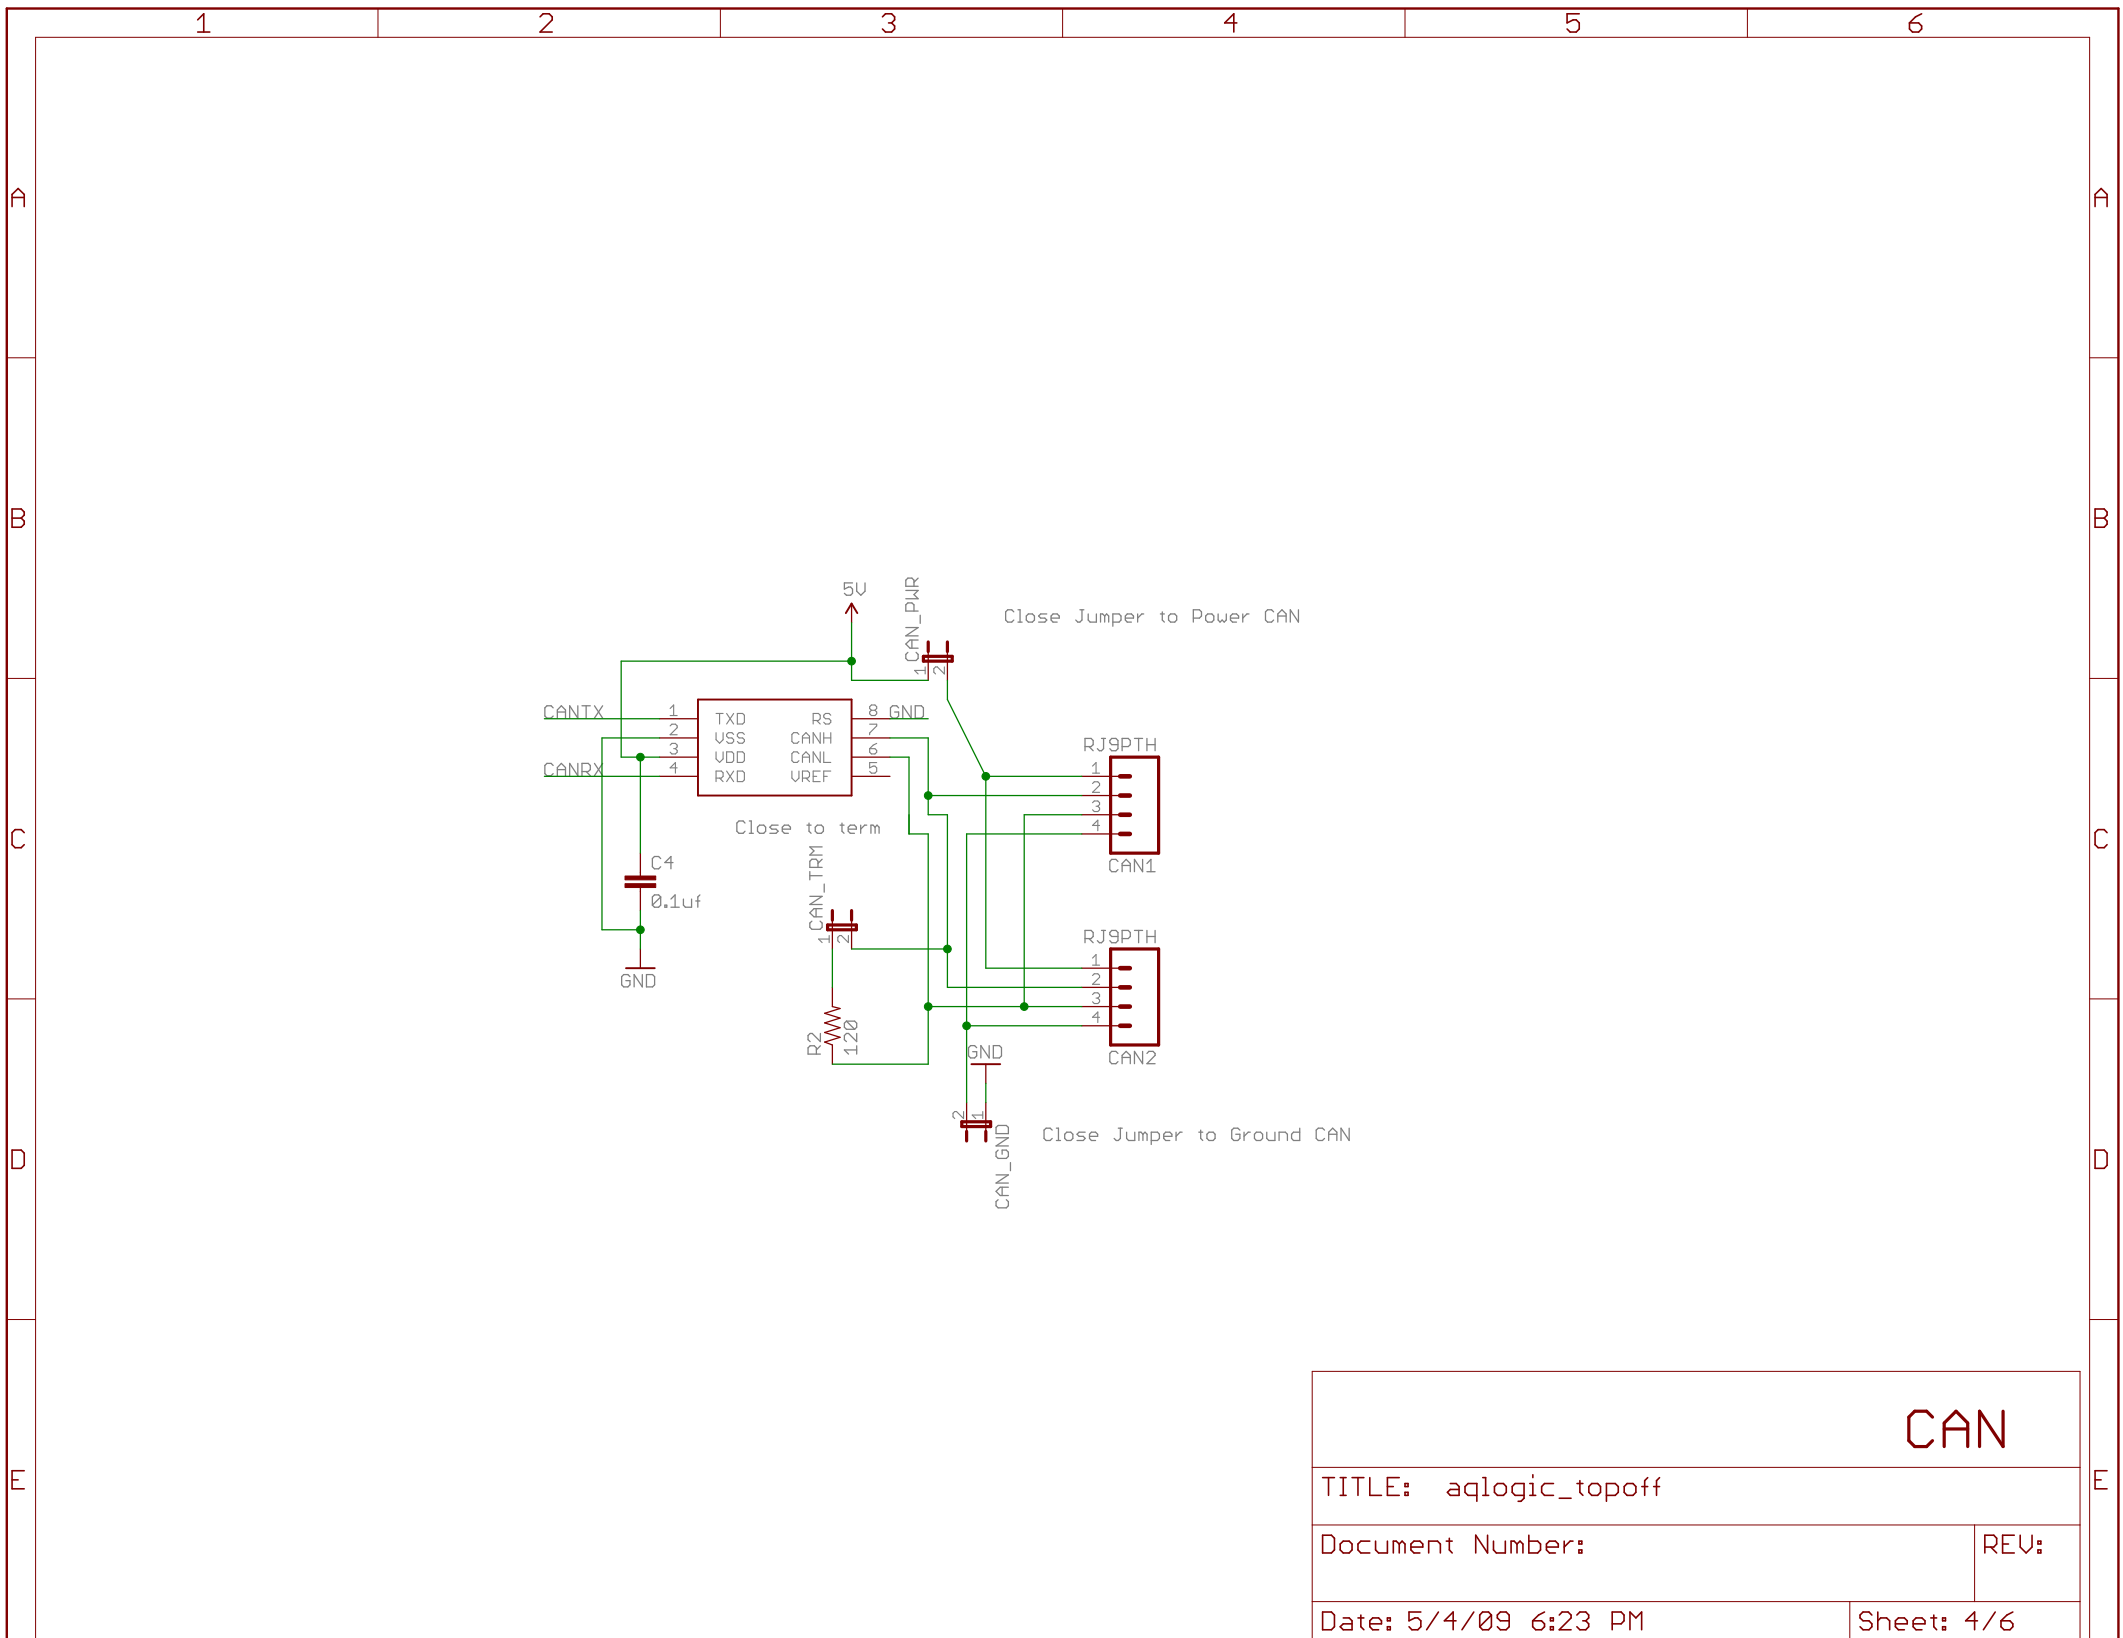 1 2 3 4 5 6
A A
B B
5V
CAN_PWR
Close Jumper to Power CAN
1 2
CANTX 1 TXD RS 8 GND
2 VSS CANH 7
3 VDD CANL 6
CANRX 4 RXD VREF 5
RJ9PTH
1
2
3
4
CAN1
C C
Close to term
CAN_TRM
1 2
C4
0.1uf
GND
R2
120
RJ9PTH
1
2
3
4
CAN2
GND
2 1
CAN_GND
Close Jumper to Ground CAN
D D
E E
CAN
TITLE: aqlogic_topoff
Document Number:
REV:
Date: 5/4/09 6:23 PM
Sheet: 4/6